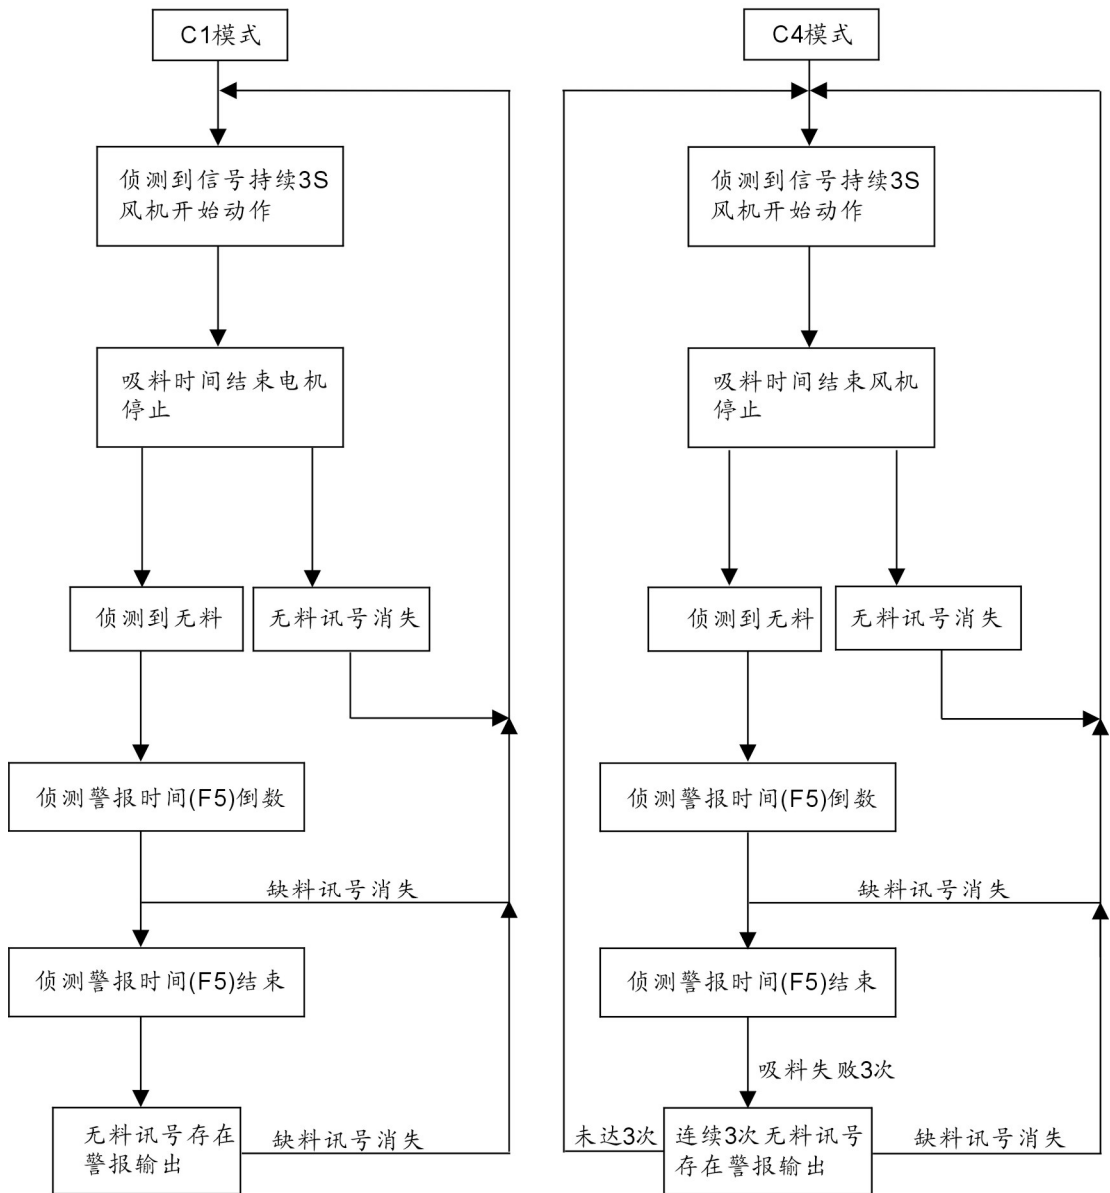 C1模式
侦测到信号持续3S
风机开始动作
吸料时间结束电机
停止
侦测到无料
无料讯号消失
侦测警报时间(F5)倒数
缺料讯号消失
侦测警报时间(F5)结束
无料讯号存在
警报输出
缺料讯号消失
C4模式
侦测到信号持续3S
风机开始动作
吸料时间结束风机
停止
侦测到无料
无料讯号消失
侦测警报时间(F5)倒数
缺料讯号消失
侦测警报时间(F5)结束
吸料失败3次
未达3次
连续3次无料讯号
存在警报输出
缺料讯号消失